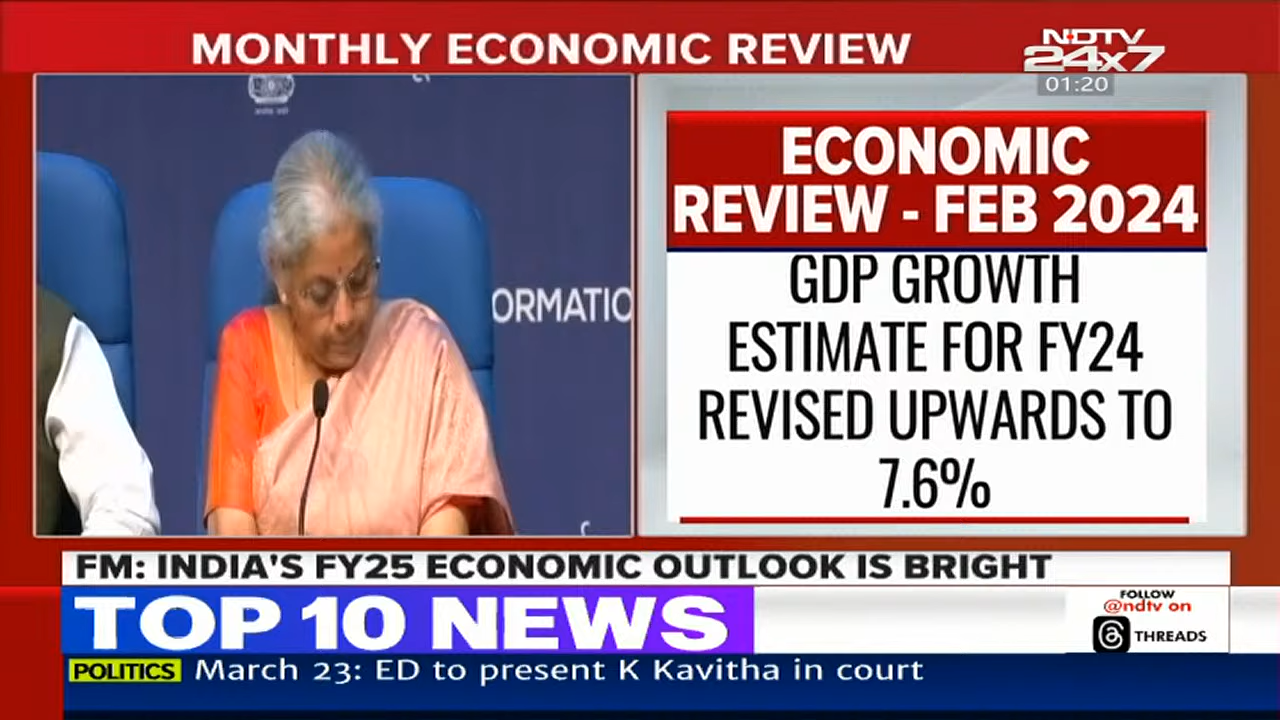 MONTHLY ECONOMIC REVIEW
NDTV
24x7
01:20
ORMATIO
ECONOMIC
REVIEW - FEB 2024
GDP GROWTH
ESTIMATE FOR FY24
REVISED UPWARDS TO
7.6%
FM: INDIA'S FY25 ECONOMIC OUTLOOK IS BRIGHT
TOP 10 NEWS
FOLLOW
@ndtv on
THREADS
POLITICS March 23: ED to present K Kavitha in court